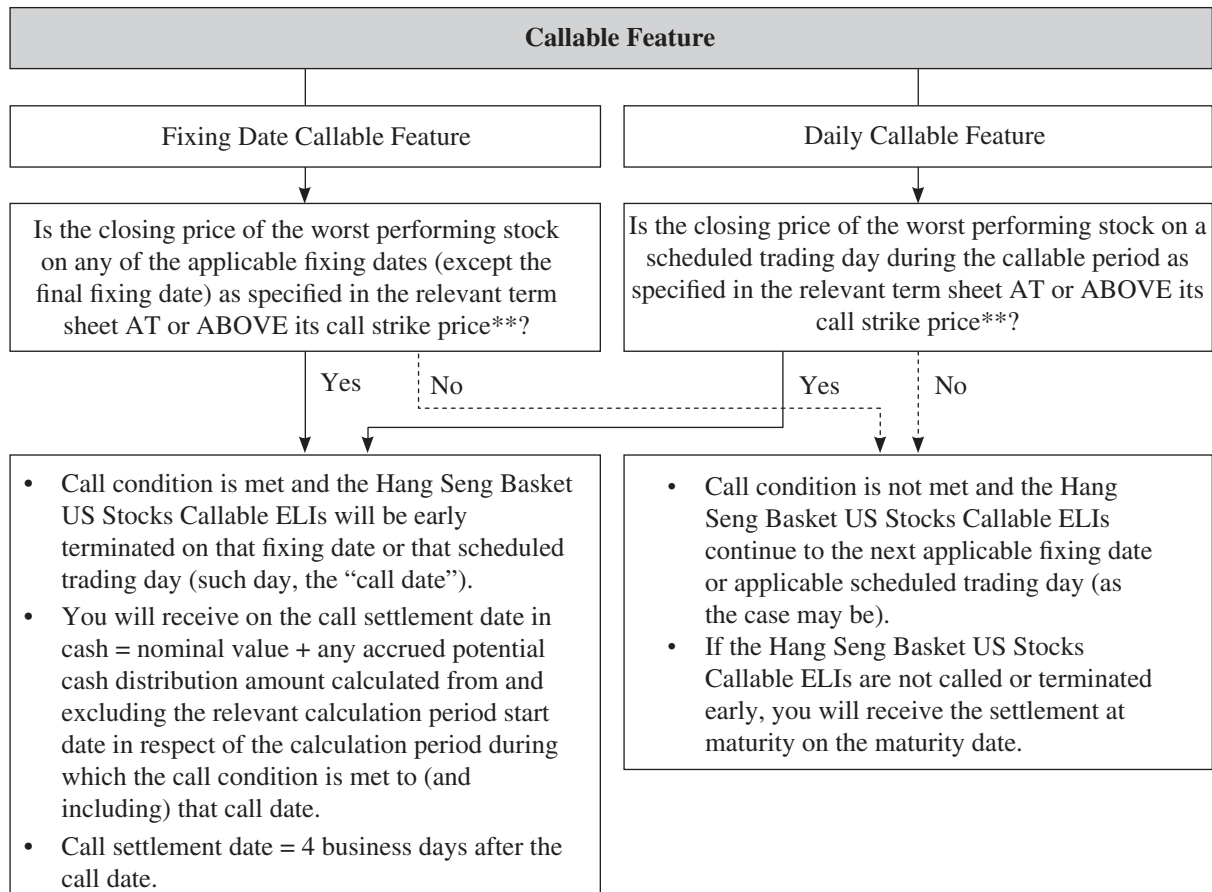 Callable Feature
Fixing Date Callable Feature
Daily Callable Feature
Is the closing price of the worst performing stock
on any of the applicable fixing dates (except the
final fixing date) as specified in the relevant term
sheet AT or ABOVE its call strike price**?
Is the closing price of the worst performing stock on a
scheduled trading day during the callable period as
specified in the relevant term sheet AT or ABOVE its
call strike price**?
Yes
No
Yes
No
• Call condition is met and the Hang Seng Basket
US Stocks Callable ELIs will be early
terminated on that fixing date or that scheduled
trading day (such day, the “call date”).
• You will receive on the call settlement date in
cash = nominal value + any accrued potential
cash distribution amount calculated from and
excluding the relevant calculation period start
date in respect of the calculation period during
which the call condition is met to (and
including) that call date.
• Call settlement date = 4 business days after the
call date.
• Call condition is not met and the Hang
Seng Basket US Stocks Callable ELIs
continue to the next applicable fixing date
or applicable scheduled trading day (as
the case may be).
• If the Hang Seng Basket US Stocks
Callable ELIs are not called or terminated
early, you will receive the settlement at
maturity on the maturity date.